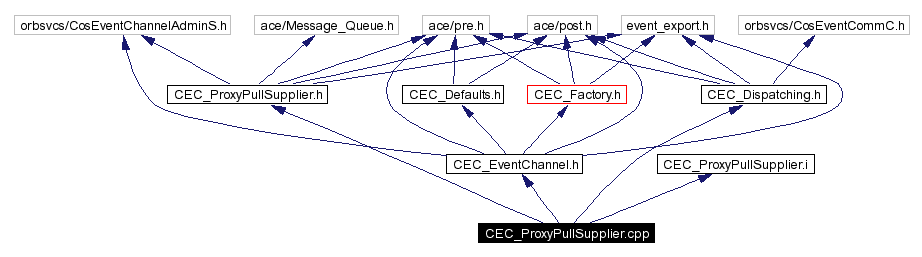 orbsvcs/CosEventChannelAdminS.h
ace/Message_Queue.h
ace/pre.h
ace/post.h
event_export.h
orbsvcs/CosEventCommC.h
CEC_ProxyPullSupplier.h
CEC_Defaults.h
CEC_Factory.h
CEC_Dispatching.h
CEC_EventChannel.h
CEC_ProxyPullSupplier.i
CEC_ProxyPullSupplier.cpp